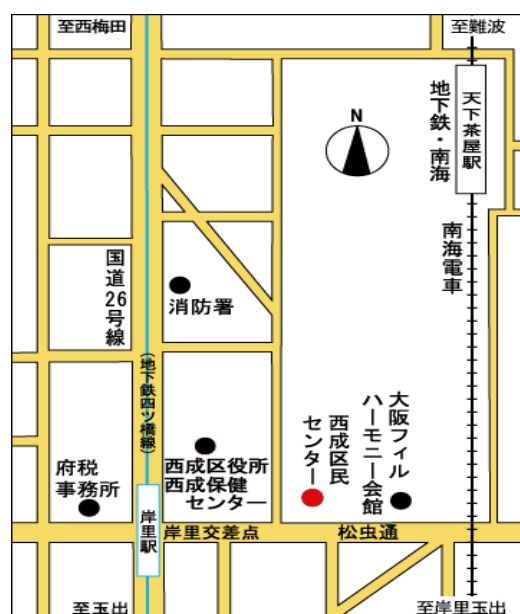 至西梅田
至難波
天下茶屋駅
地下鉄・南海
N
南海電車
国道26号線
消防署
(地下鉄四ツ橋線)
大阪フィル
ハーモニー会館
西成区民
センター
西成区役所
西成保健
センター
府税
事務所
岸里駅
岸里交差点
松虫通
至玉出
至岸里玉出